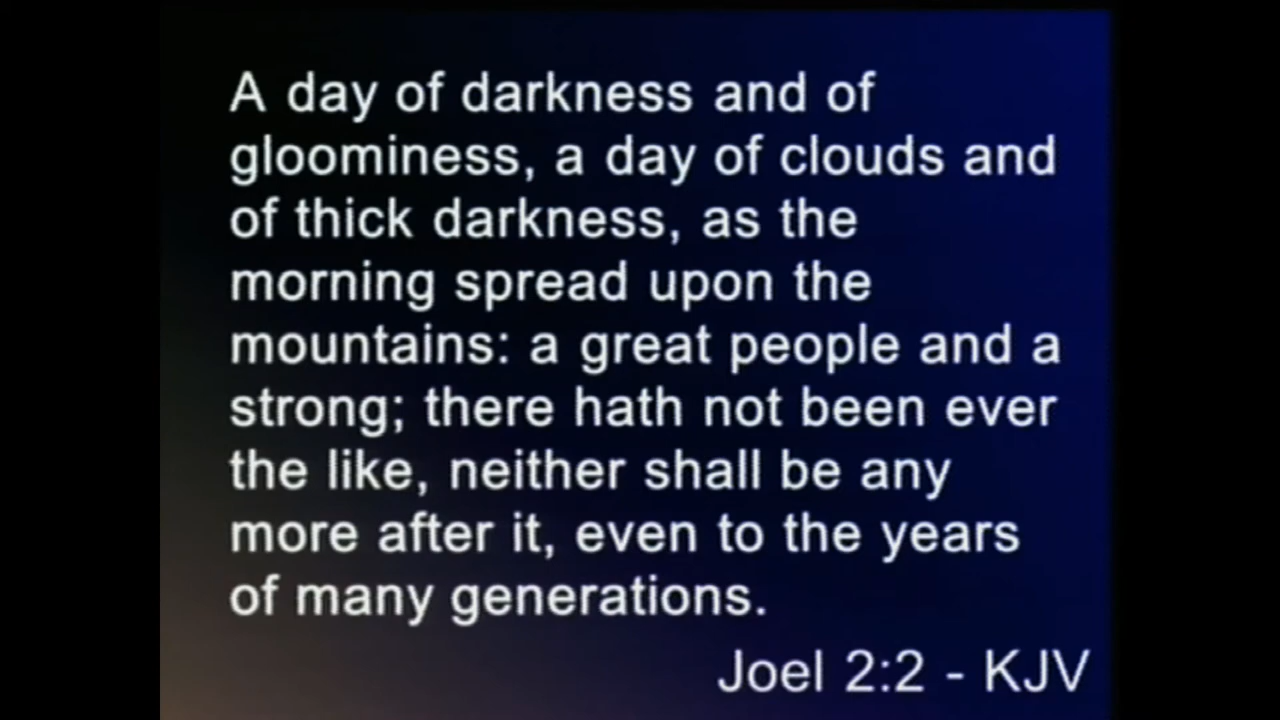 A day of darkness and of
gloominess, a day of clouds and
of thick darkness, as the
morning spread upon the
mountains: a great people and a
strong; there hath not been ever
the like, neither shall be any
more after it, even to the years
of many generations.
Joel 2:2 - KJV